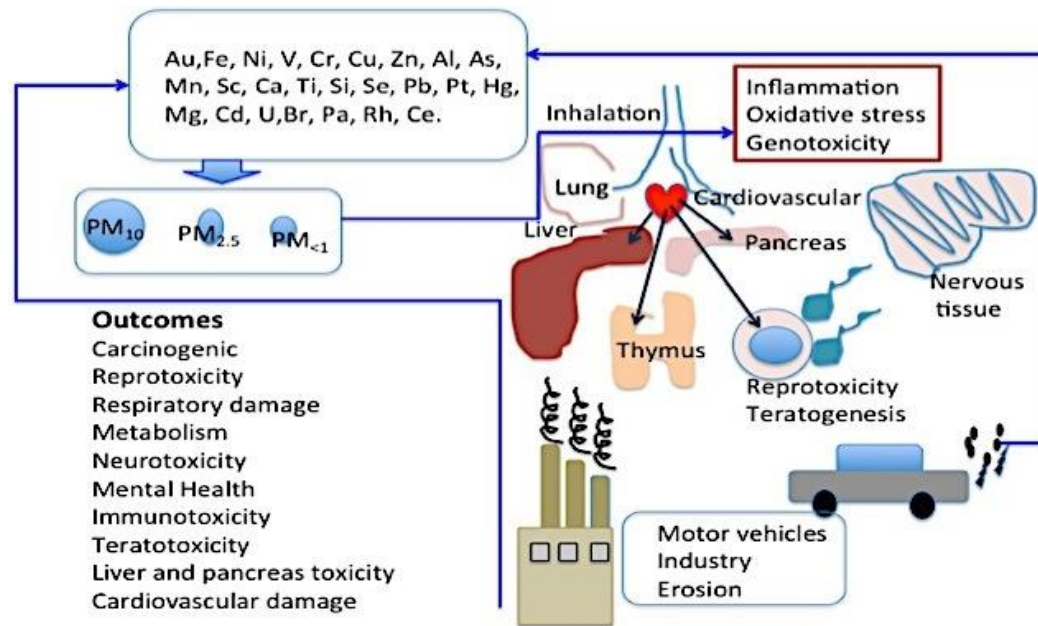 Au,Fe, Ni, V, Cr, Cu, Zn, Al, As,
Mn, Sc, Ca, Ti, Si, Se, Pb, Pt, Hg,
Mg, Cd, U,Br, Pa, Rh, Ce.
Inhalation
Inflammation
Oxidative stress
Genotoxicity
PM10
PM2.5
PM<1
Lung
Cardiovascular
Liver
Pancreas
Nervous
tissue
Thymus
Reprotoxicity
Teratogenesis
Outcomes
Carcinogenic
Reprotoxicity
Respiratory damage
Metabolism
Neurotoxicity
Mental Health
Immunotoxicity
Teratotoxicity
Liver and pancreas toxicity
Cardiovascular damage
Motor vehicles
Industry
Erosion